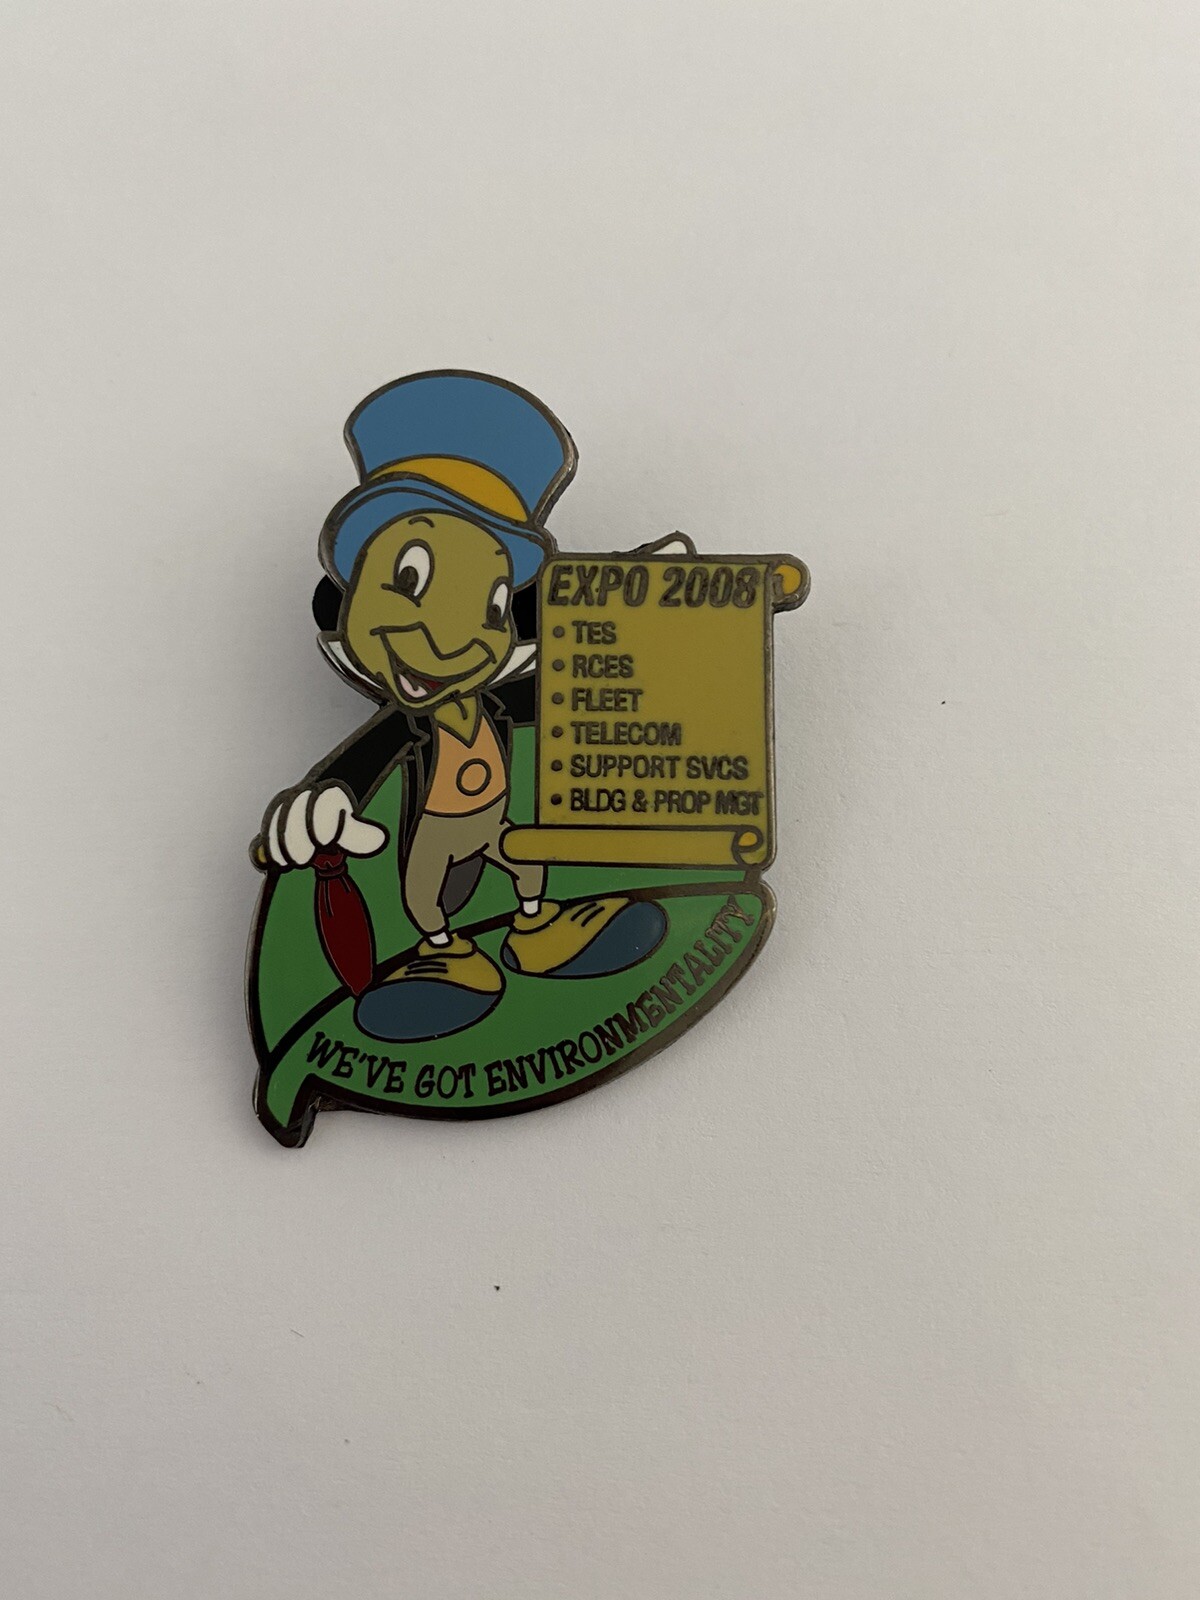 EXPO 2008
• TES
• RCES
• FLEET
• TELECOM
• SUPPORT SVCS
• BLDG & PROP MGT
WE'VE GOT ENVIRONMENTALITY